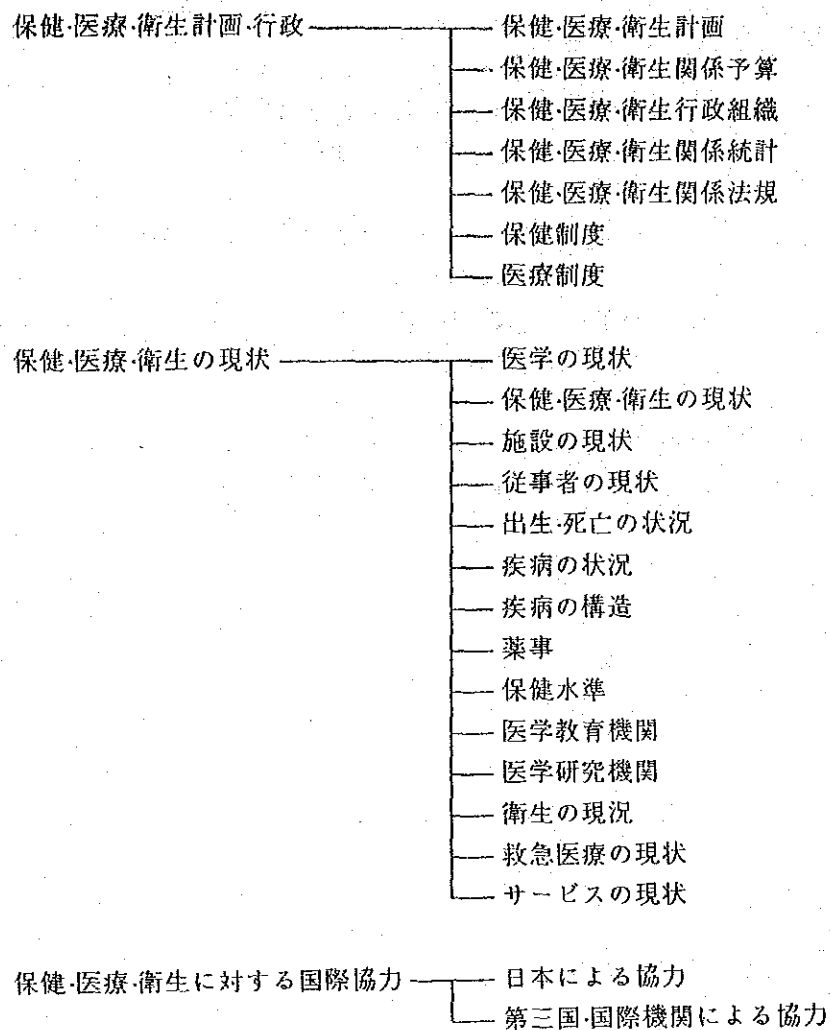 保健・医療・衛生計画・行政 保健・医療・衛生計画
保健・医療・衛生関係予算
保健・医療・衛生行政組織
保健・医療・衛生関係統計
保健・医療・衛生関係法規
保健制度
医療制度
保健・医療・衛生の現状 医学の現状
保健・医療・衛生の現状
施設の現状
従事者の現状
出生・死亡の状況
疾病の状況
疾病の構造
薬事
保健水準
医学教育機関
医学研究機関
衛生の現況
救急医療の現状
サービスの現状
保健・医療・衛生に対する国際協力 日本による協力
第三国・国際機関による協力